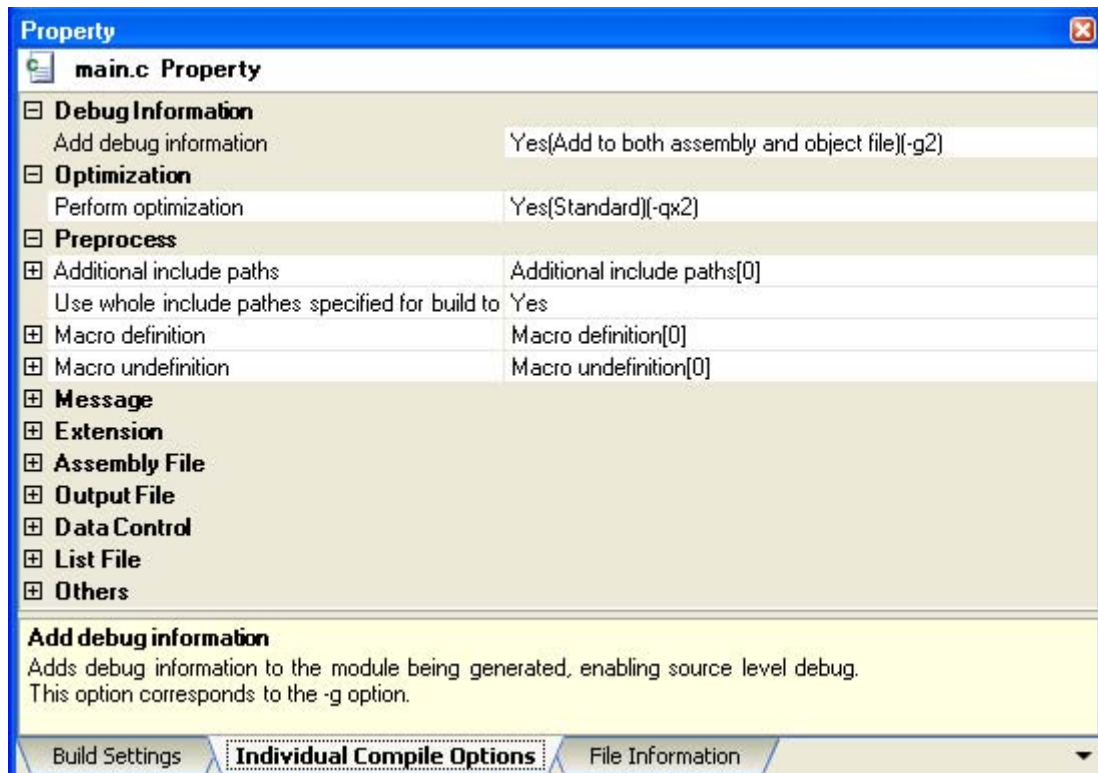 Property
main.c Property
Debug Information
Add debug information Yes(Add to both assembly and object file)(-g2)
Optimization
Perform optimization Yes(Standard)(-qx2)
Preprocess
Additional include paths Additional include paths[0]
Use whole include pathes specified for build to Yes
Macro definition Macro definition[0]
Macro undefinition Macro undefinition[0]
Message
Extension
Assembly File
Output File
Data Control
List File
Others
Add debug information
Adds debug information to the module being generated, enabling source level debug.
This option corresponds to the -g option.
Build Settings Individual Compile Options File Information